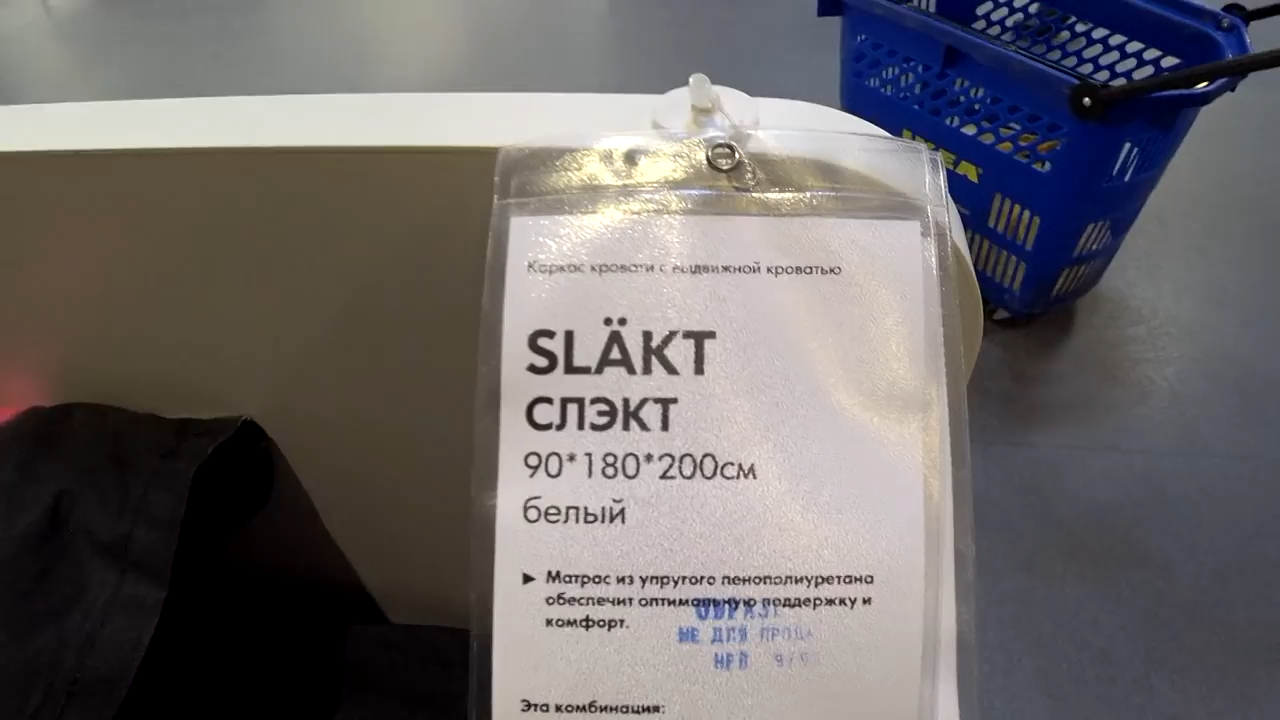 IKEA
Каркас кровати с выдвижной кроватью
SLÄKT
СЛЭКТ
90*180*200см
белый
► Матрас из упругого пенополиуретана
обеспечит оптимальную поддержку и
комфорт.
НЕ ДЛЯ
Эта комбинация: